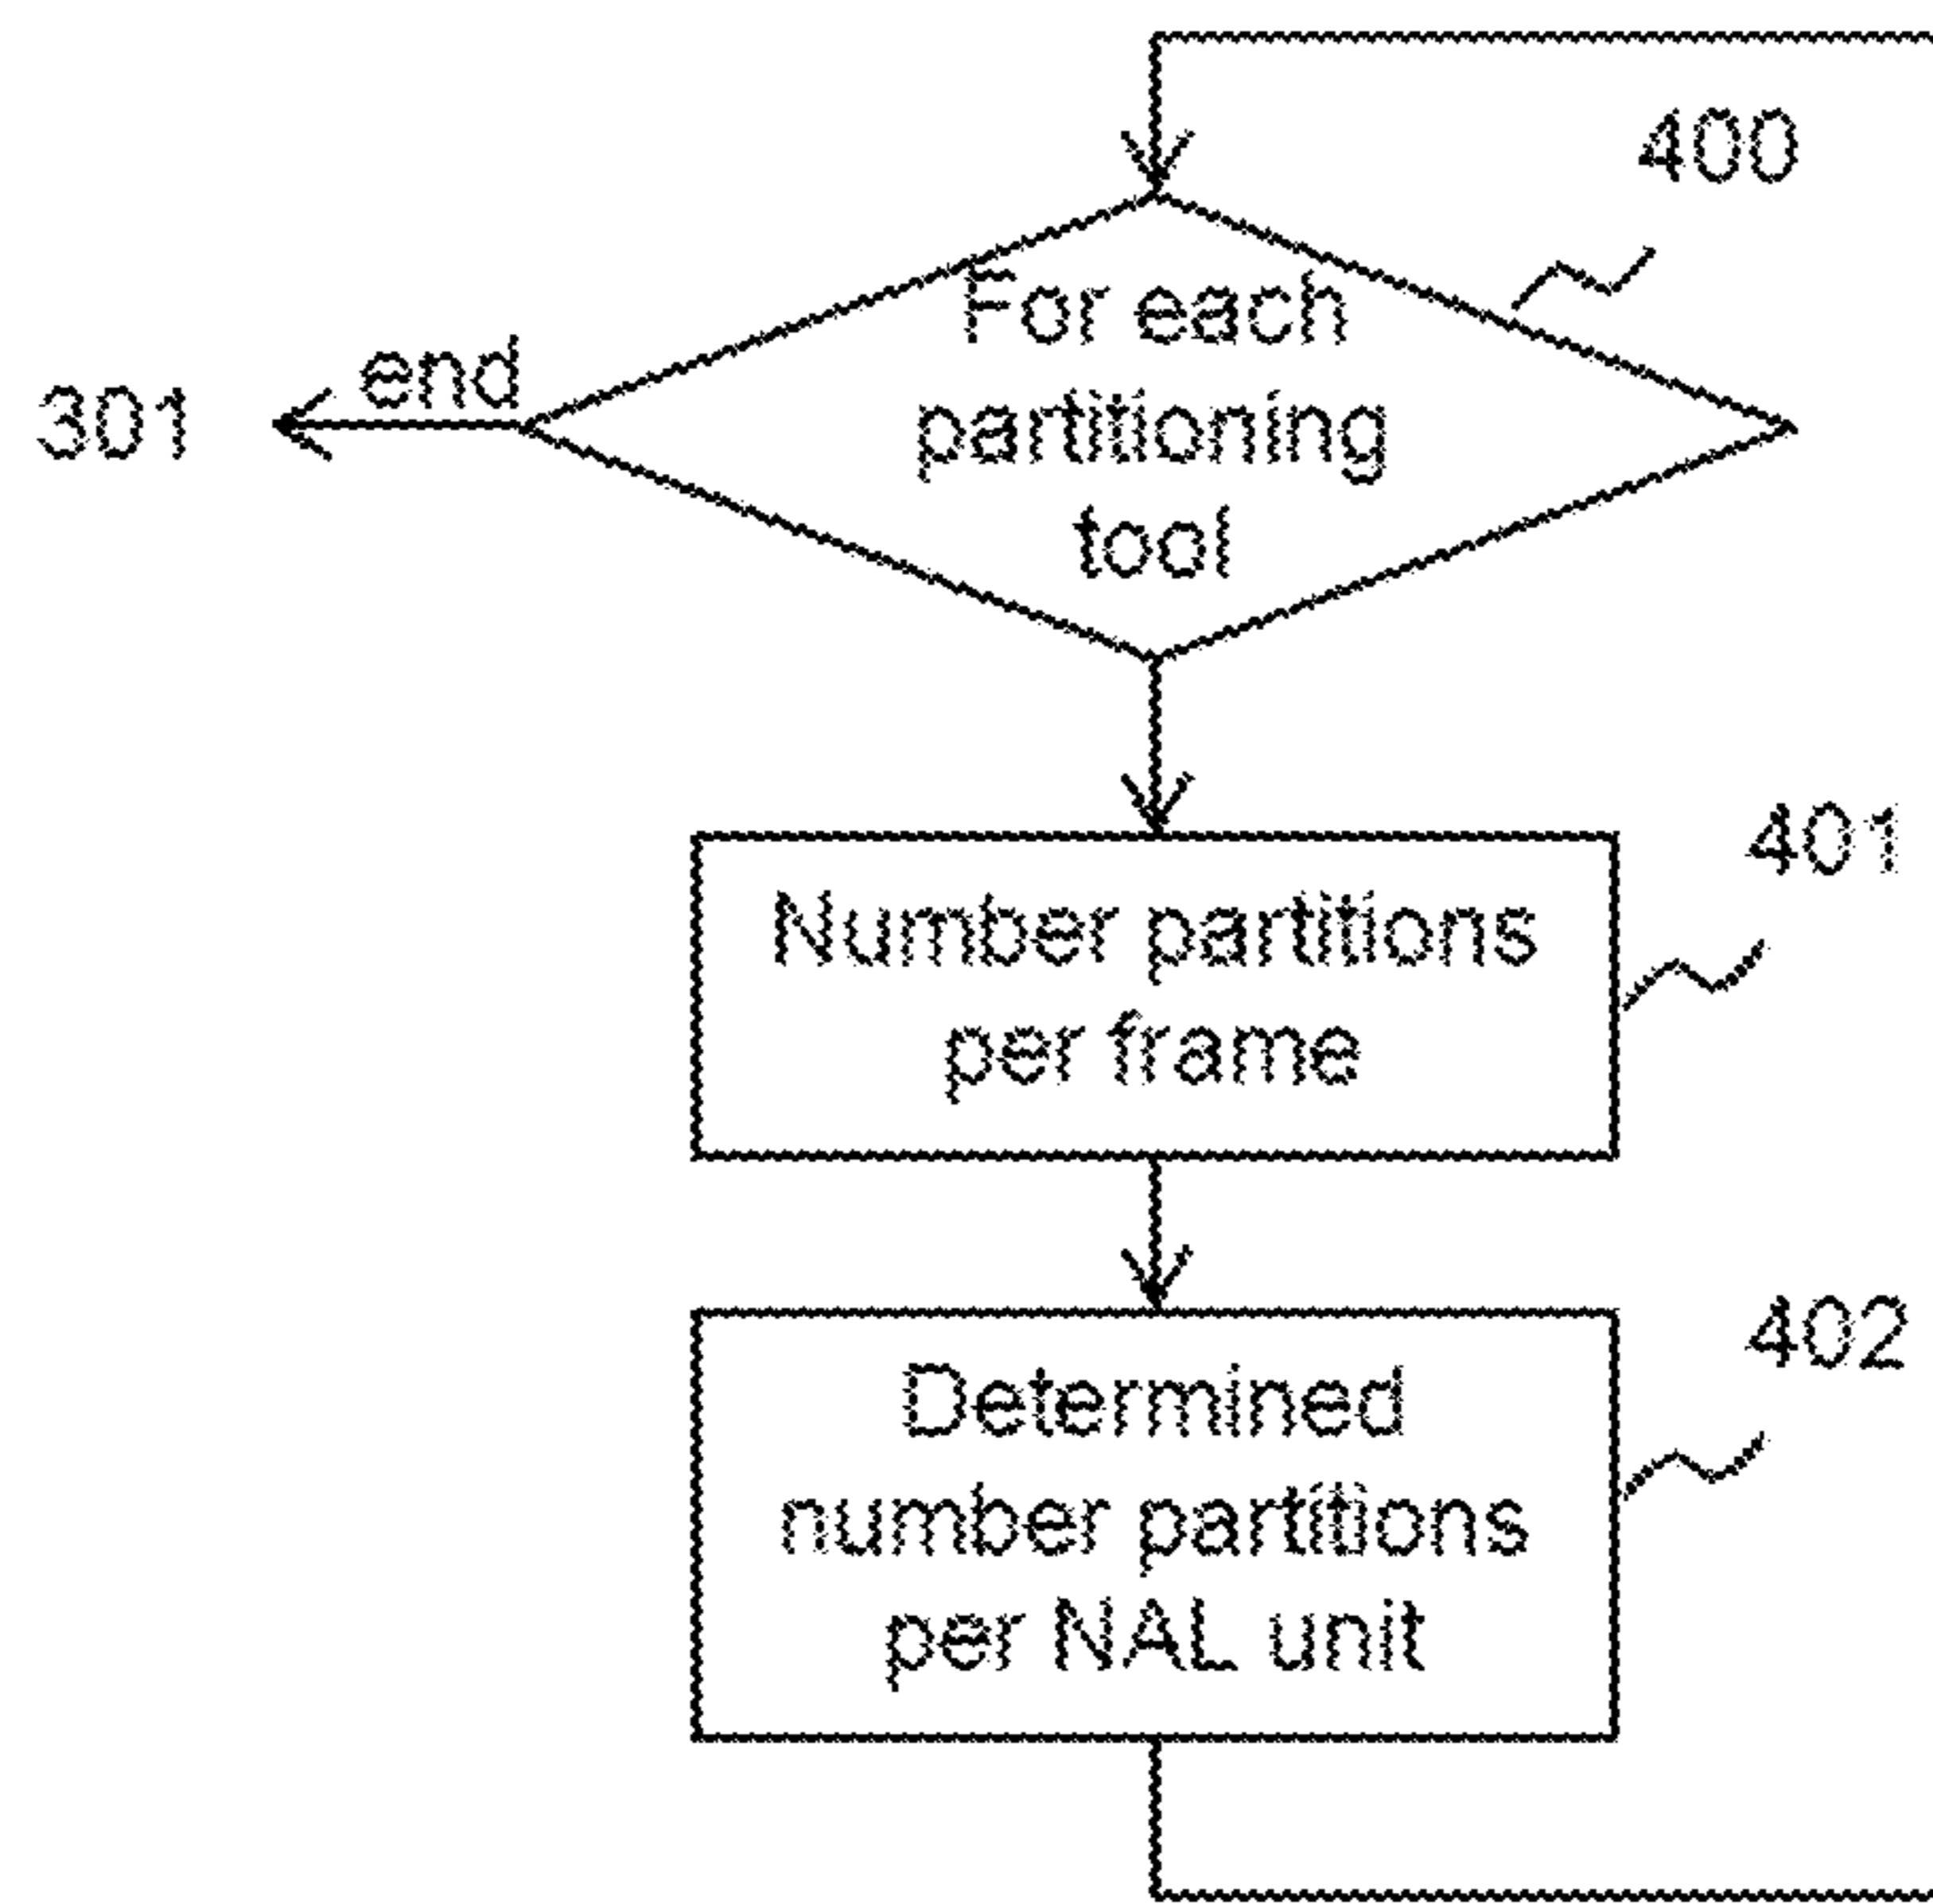 400
For each
partitioning
tool
end
301
401
Number partitions
per frame
402
Determined
number partitions
per NAL unit